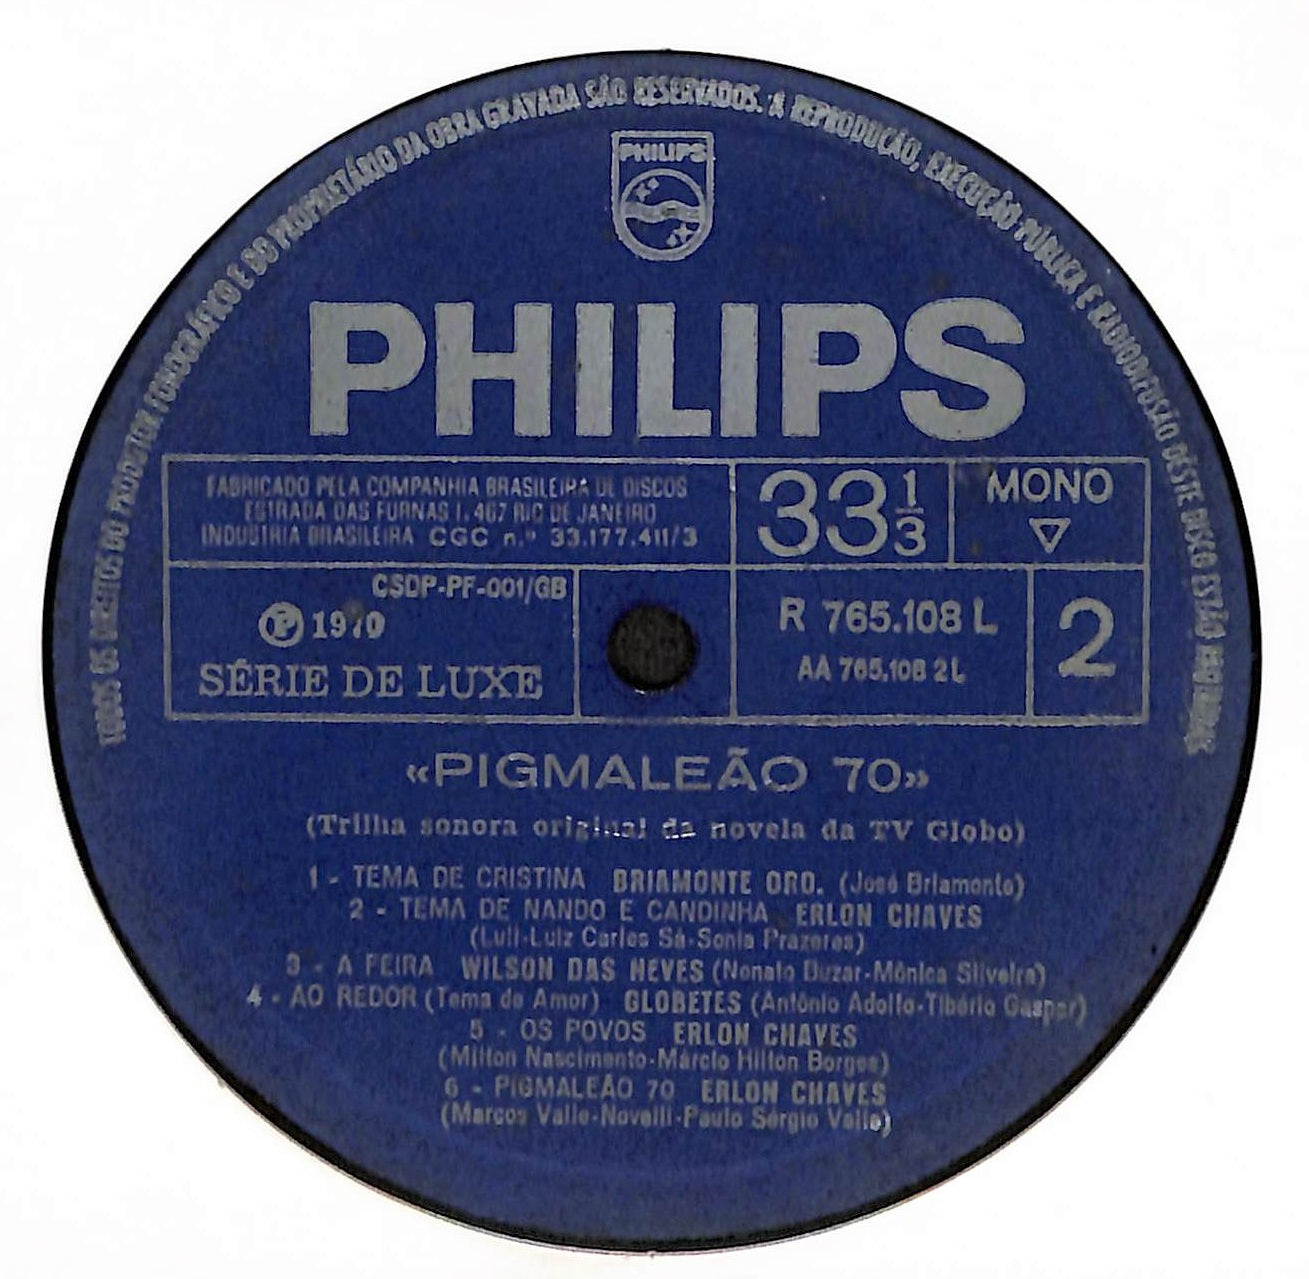 TODOS OS DIREITOS DO PRODUTOR FONOGRÁFICO E DO PROPRIETÁRIO DA OBRA GRAVADA SÃO RESERVADOS. A REPRODUÇÃO, EXECUÇÃO PÚBLICA E RADIODIFUSÃO DÊSTE DISCO ESTÃO
PHILIPS
PHILIPS
FABRICADO PELA COMPANHIA BRASILEIRA DE DISCOS
ESTRADA DAS FURNAS 1.467 RIO DE JANEIRO
INDÚSTRIA BRASILEIRA CGC n.º 33.177.411/3
33 1/3
MONO
CSDP-PF-001/GB
℗ 1970
SÉRIE DE LUXE
R 765.108 L
AA 765.108 2L
2
«PIGMALEÃO 70»
(Trilha sonora original da novela da TV Globo)
1 - TEMA DE CRISTINA BRIAMONTE ORO. (José Briamonte)
2 - TEMA DE NANDO E CANDINHA ERLON CHAVES
(Luli-Luiz Carlos Sá-Sonia Prazeres)
3 - A FEIRA WILSON DAS NEVES (Nonato Buzar-Mônica Silveira)
4 - AO REDOR (Tema de Amor) GLOBETES (Antônio Adolfo-Tibério Gaspar)
5 - OS POVOS ERLON CHAVES
(Milton Nascimento-Márcio Hilton Borges)
6 - PIGMALEÃO 70 ERLON CHAVES
(Marcos Valle-Novelli-Paulo Sérgio Valle)